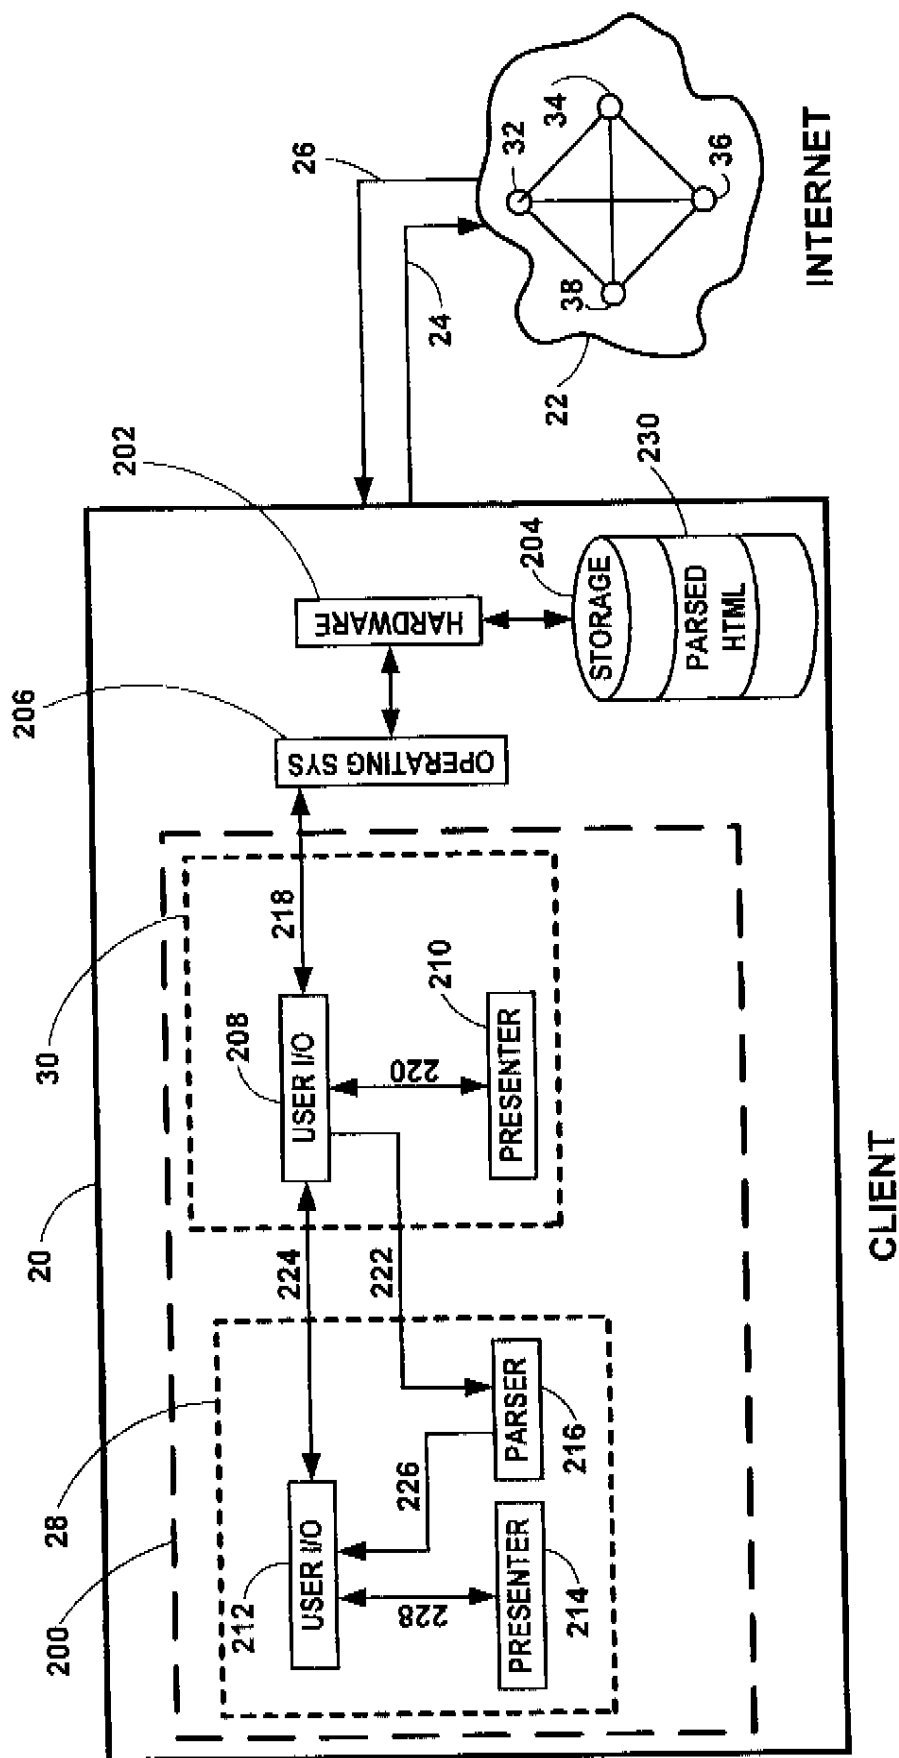 200
28
20
30
206
202
26
212
USER I/O
224
208
USER I/O
218
OPERATING SYS
HARDWARE
24
228
226
222
220
204
STORAGE
230
PARSED
HTML
PRESENTER
214
PARSER
216
PRESENTER
210
22
32
34
38
36
CLIENT
INTERNET